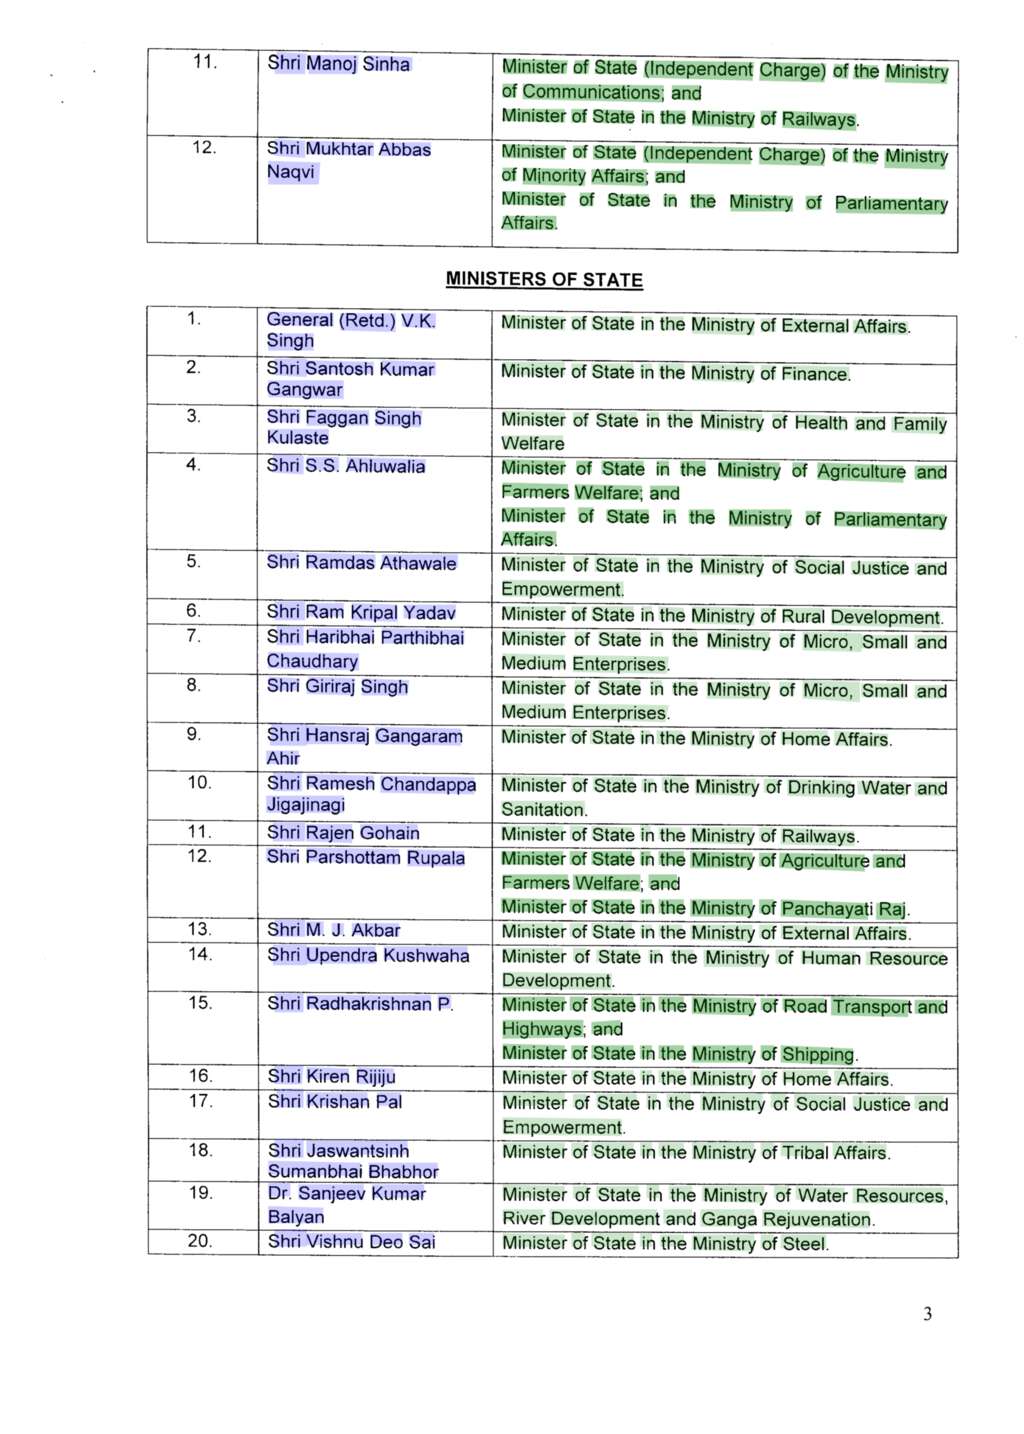 11. Shri Manoj Sinha Minister of State (Independent Charge) of the Ministry
of Communications; and
Minister of State in the Ministry of Railways.
12. Shri Mukhtar Abbas Minister of State (Independent Charge) of the Ministry
Naqvi of Minority Affairs; and
Minister of State in the Ministry of Parliamentary
Affairs.
MINISTERS OF STATE
1. General (Retd.) V.K. Minister of State in the Ministry of External Affairs.
Singh
2. Shri Santosh Kumar Minister of State in the Ministry of Finance.
Gangwar
3. Shri Faggan Singh Minister of State in the Ministry of Health and Family
Kulaste Welfare
4. Shri S.S. Ahluwalia Minister of State in the Ministry of Agriculture and
Farmers Welfare; and
Minister of State in the Ministry of Parliamentary
Affairs.
5. Shri Ramdas Athawale Minister of State in the Ministry of Social Justice and
Empowerment.
6. Shri Ram Kripal Yadav Minister of State in the Ministry of Rural Development.
7. Shri Haribhai Parthibhai Minister of State in the Ministry of Micro, Small and
Chaudhary Medium Enterprises.
8. Shri Giriraj Singh Minister of State in the Ministry of Micro, Small and
Medium Enterprises.
9. Shri Hansraj Gangaram Minister of State in the Ministry of Home Affairs.
Ahir
10. Shri Ramesh Chandappa Minister of State in the Ministry of Drinking Water and
Jigajinagi Sanitation.
11. Shri Rajen Gohain Minister of State in the Ministry of Railways.
12. Shri Parshottam Rupala Minister of State in the Ministry of Agriculture and
Farmers Welfare; and
Minister of State in the Ministry of Panchayati Raj.
13. Shri M. J. Akbar Minister of State in the Ministry of External Affairs.
14. Shri Upendra Kushwaha Minister of State in the Ministry of Human Resource
Development.
15. Shri Radhakrishnan P. Minister of State in the Ministry of Road Transport and
Highways; and
Minister of State in the Ministry of Shipping.
16. Shri Kiren Rijiju Minister of State in the Ministry of Home Affairs.
17. Shri Krishan Pal Minister of State in the Ministry of Social Justice and
Empowerment.
18. Shri Jaswantsinh Minister of State in the Ministry of Tribal Affairs.
Sumanbhai Bhabhor
19. Dr. Sanjeev Kumar Minister of State in the Ministry of Water Resources,
Balyan River Development and Ganga Rejuvenation.
20. Shri Vishnu Deo Sai Minister of State in the Ministry of Steel.
3